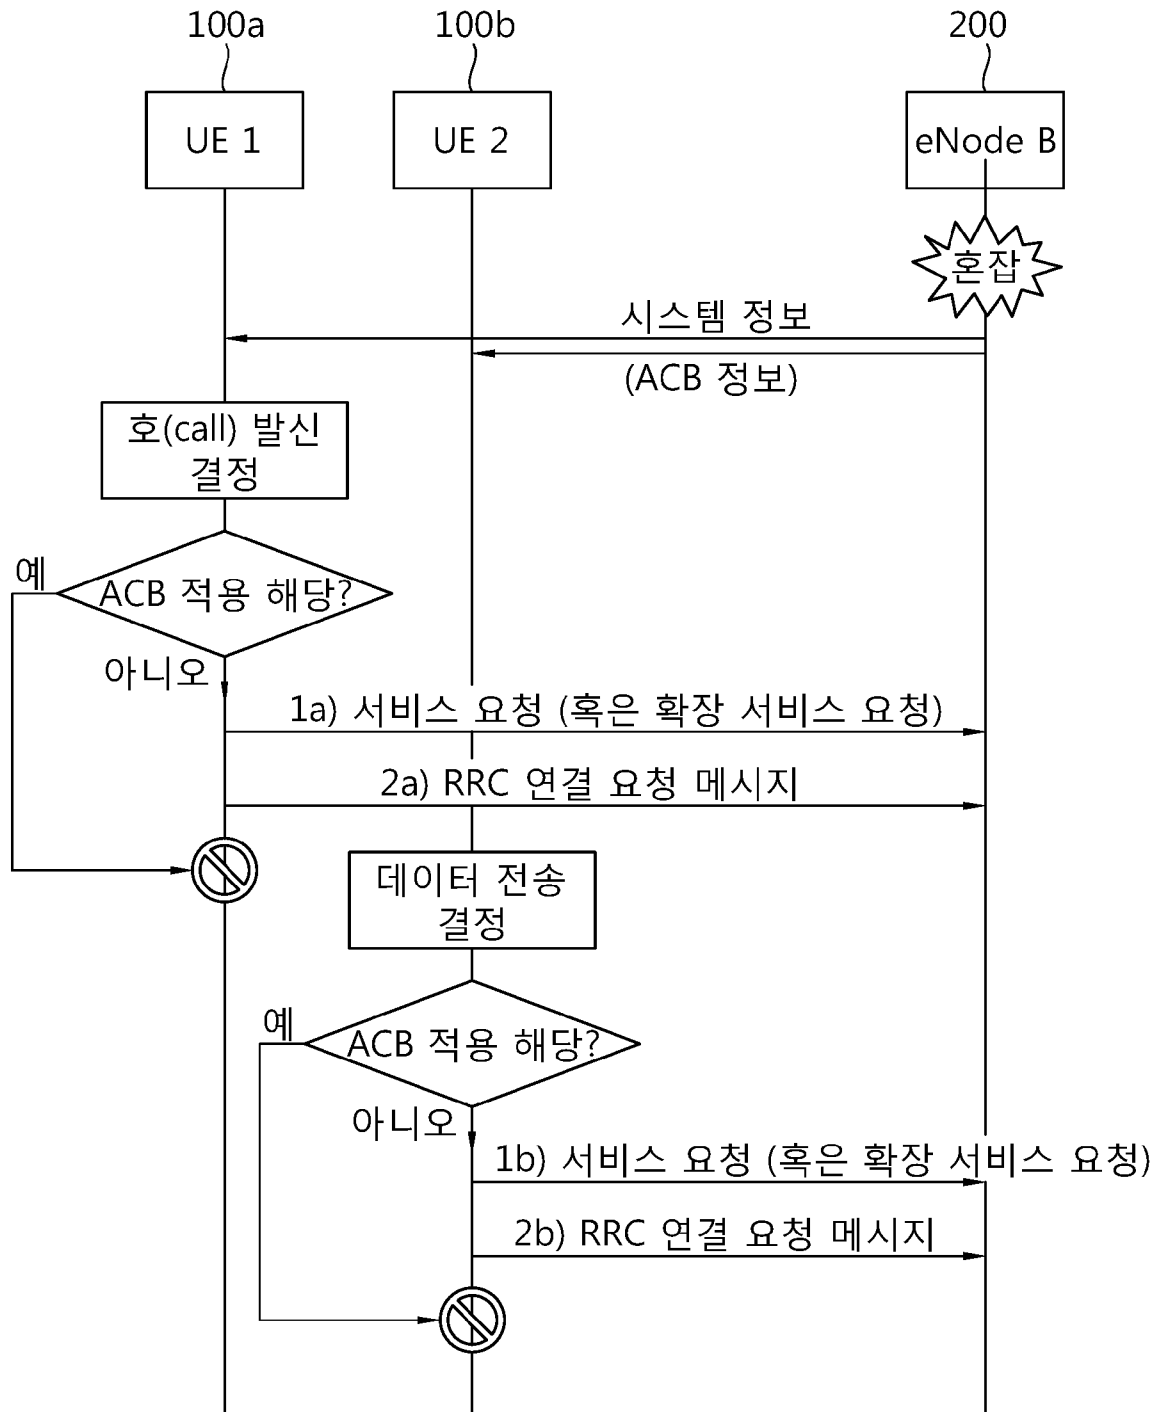 100a
100b
200
UE 1
UE 2
eNode B
혼잡
시스템 정보
(ACB 정보)
호(call) 발신
결정
예
ACB 적용 해당?
아니오
1a) 서비스 요청 (혹은 확장 서비스 요청)
2a) RRC 연결 요청 메시지
데이터 전송
결정
예
ACB 적용 해당?
아니오
1b) 서비스 요청 (혹은 확장 서비스 요청)
2b) RRC 연결 요청 메시지